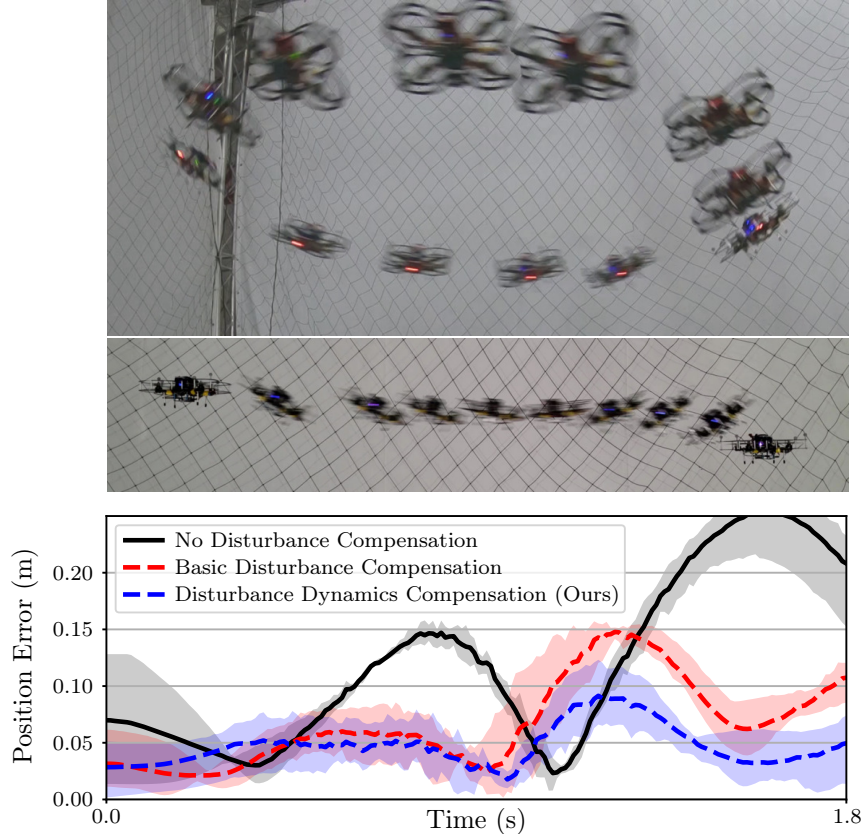 No Disturbance Compensation
Basic Disturbance Compensation
Disturbance Dynamics Compensation (Ours)
Position Error (m)
0.20
0.15
0.10
0.05
0.00
0.0
1.8
Time (s)